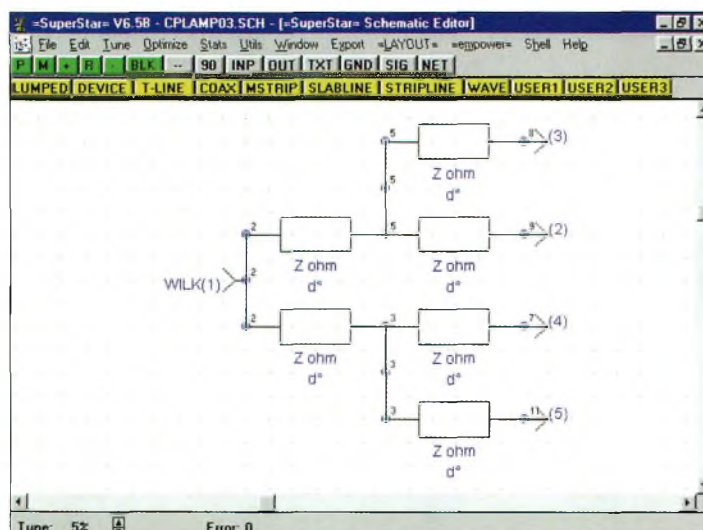 =SuperStar= V6.5B - CPLAMP03.SCH - [=SuperStar= Schematic Editor]
File Edit Tune Optimize Stats Utils Window Export =LAYOUT= =empower= Shell Help
P M + R - BLK -- 90 INP OUT TXT GND SIG NET
LUMPED DEVICE T-LINE COAX MSTRIP SLABLINE STRIPLINE WAVE USER1 USER2 USER3
5 8 (3)
Z ohm
d°
5
2 5 9 (2)
Z ohm Z ohm
d° d°
WILK(1) 2
2 3 7 (4)
Z ohm Z ohm
d° d°
3
3 11 (5)
Z ohm
d°
Tune: 5% Error: 0